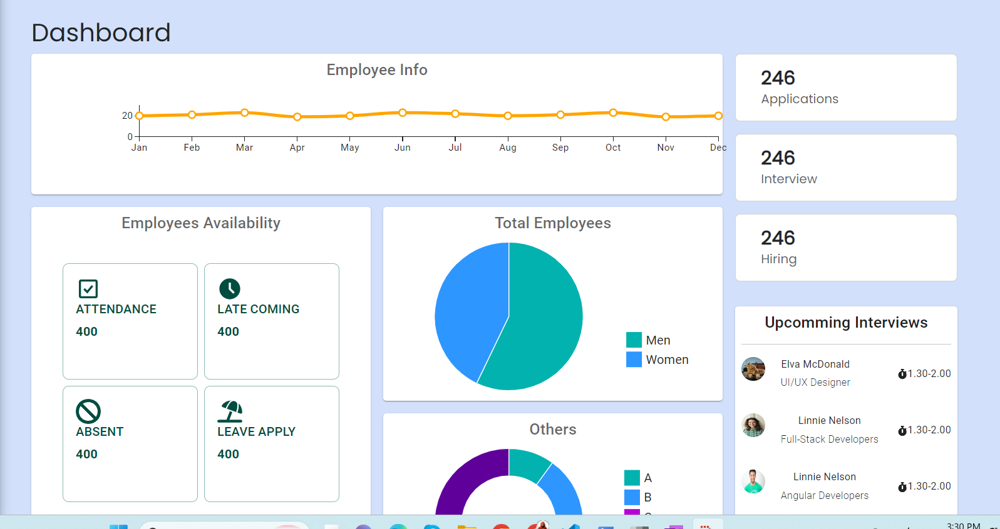 Dashboard
Employee Info
20
0
Jan Feb Mar Apr May Jun Jul Aug Sep Oct Nov Dec
246
Applications
246
Interview
246
Hiring
Employees Availability
ATTENDANCE
400
LATE COMING
400
ABSENT
400
LEAVE APPLY
400
Total Employees
Men
Women
Others
A
B
Upcomming Interviews
Elva McDonald
UI/UX Designer
1.30-2.00
Linnie Nelson
Full-Stack Developers
1.30-2.00
Linnie Nelson
Angular Developers
1.30-2.00
3:30 PM